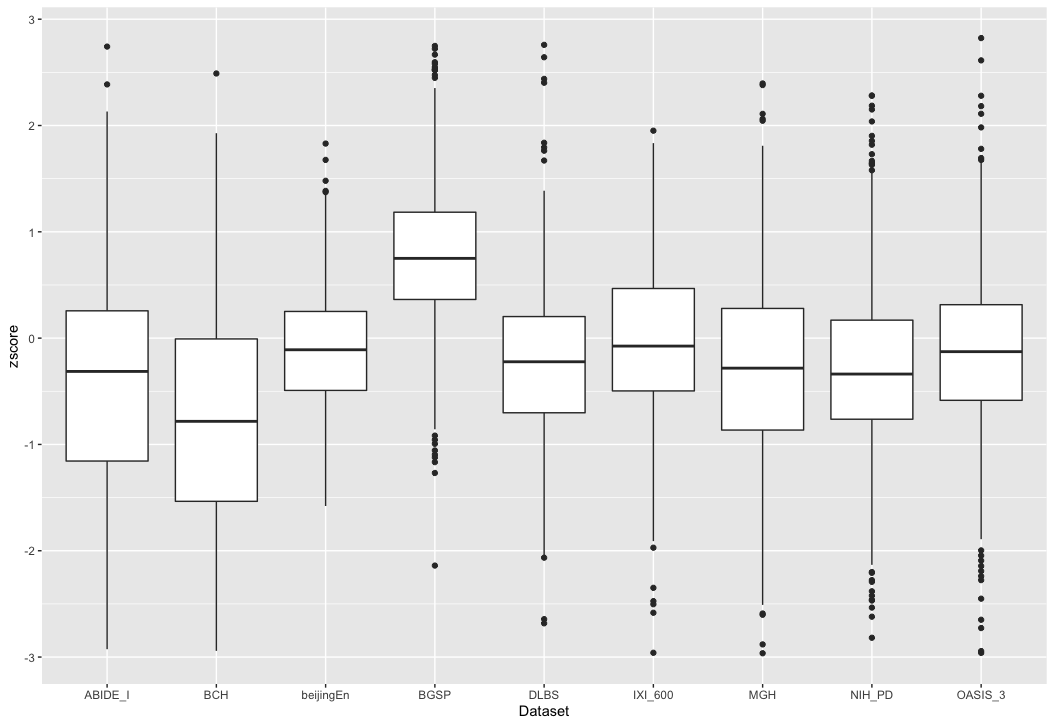 zscore
3
2
1
0
-1
-2
-3
ABIDE_I BCH beijingEn BGSP DLBS IXI_600 MGH NIH_PD OASIS_3
Dataset